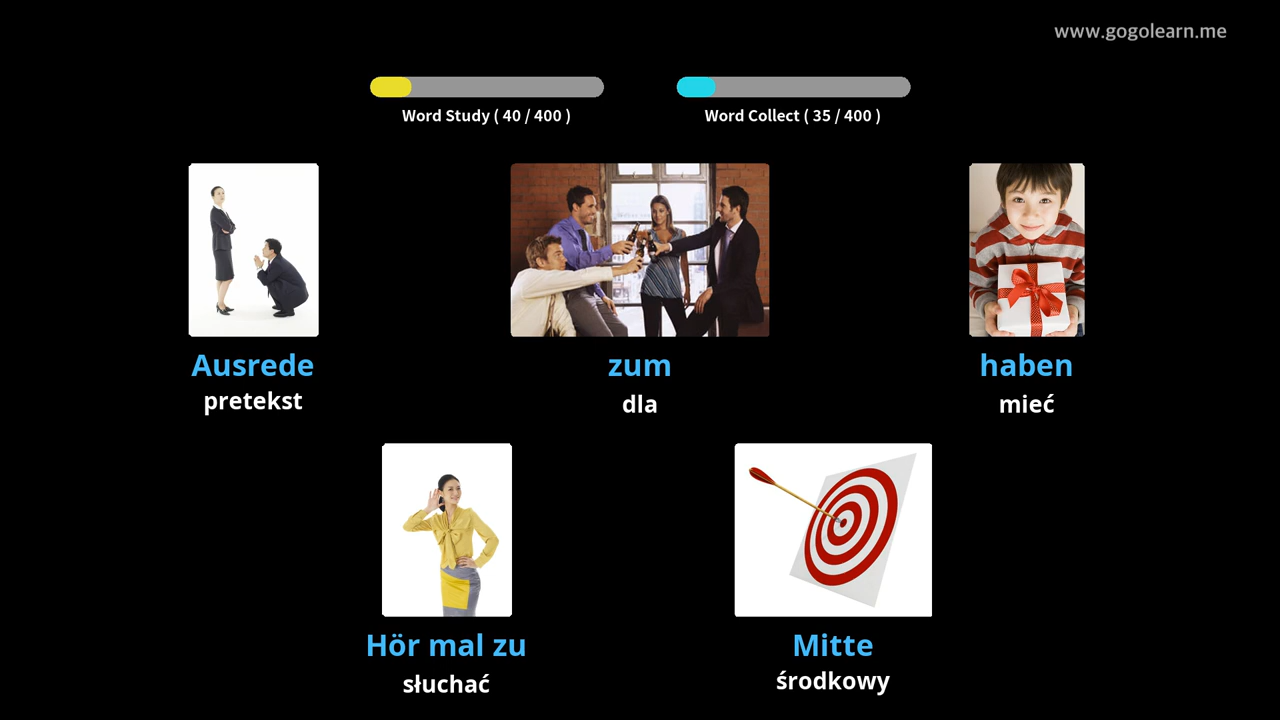 www.gogolearn.me
Word Study ( 40 / 400 )
Word Collect ( 35 / 400 )
Ausrede
pretekst
zum
dla
haben
mieć
Hör mal zu
słuchać
Mitte
środkowy